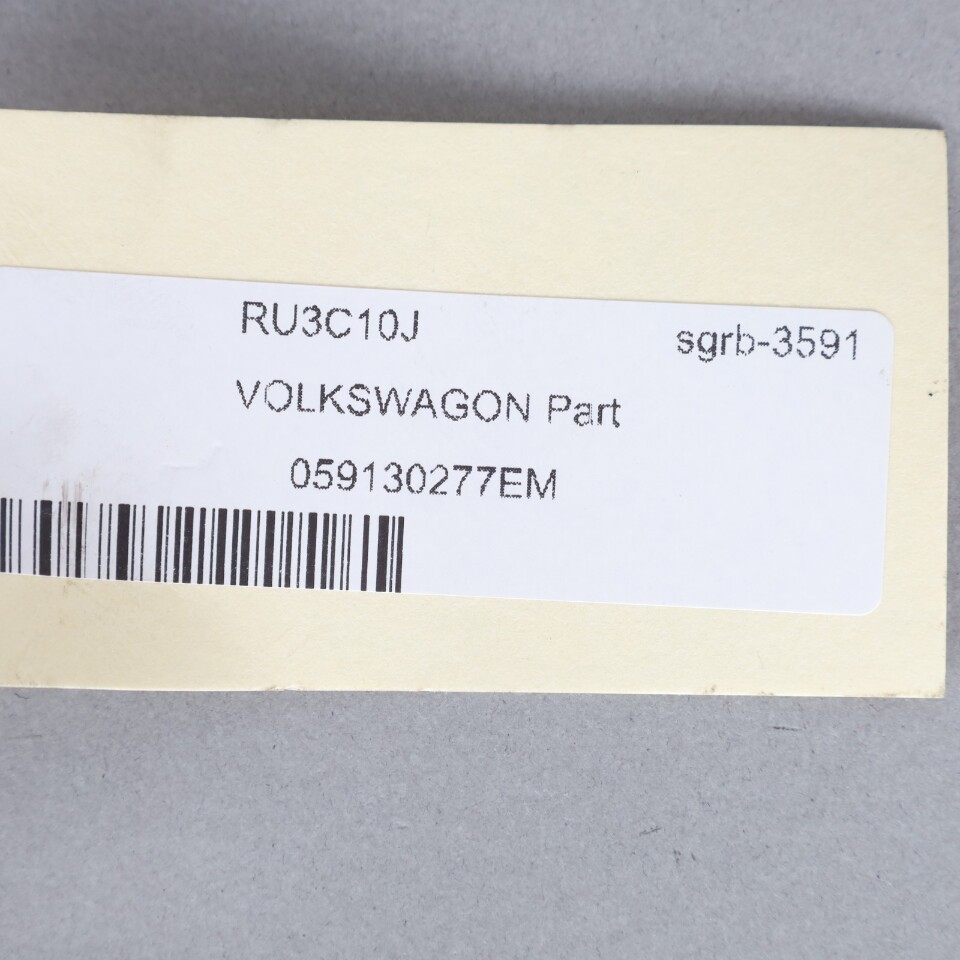 RU3C10J sgrb-3591
VOLKSWAGON Part
059130277EM